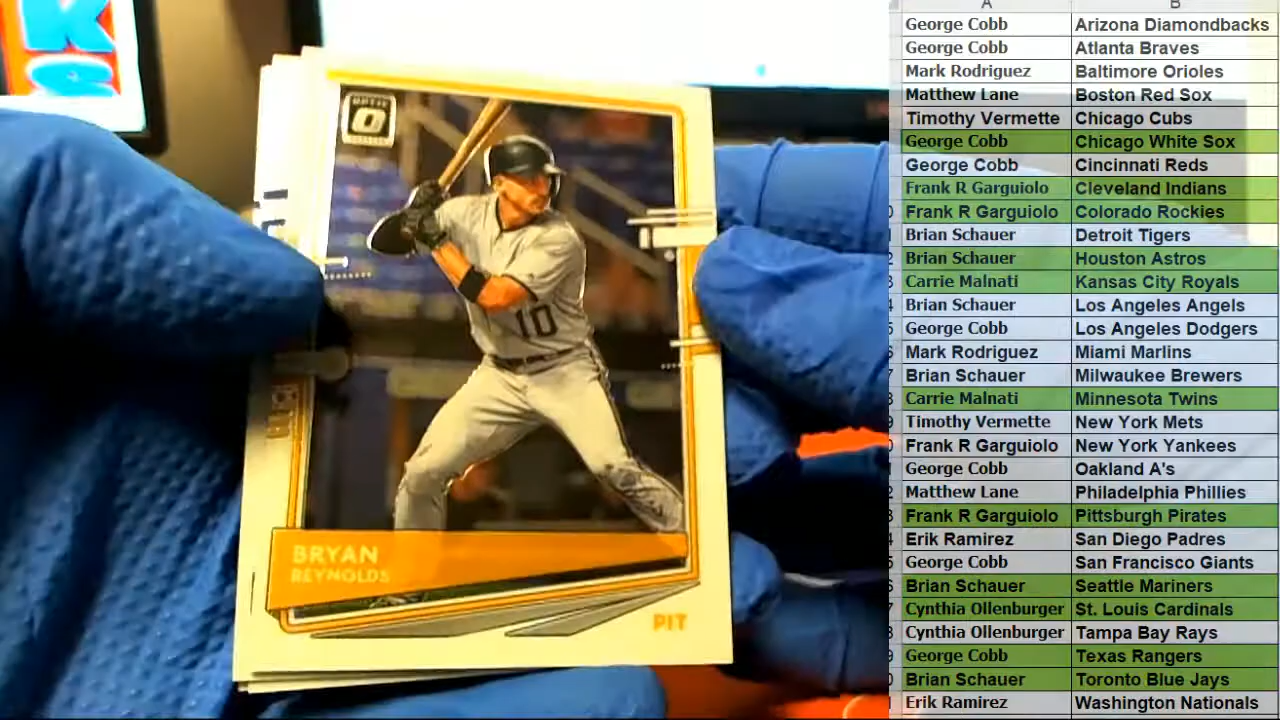 K
S
OPTIC
10
BRYAN
REYNOLDS
PIT
A B
George Cobb Arizona Diamondbacks
George Cobb Atlanta Braves
Mark Rodriguez Baltimore Orioles
Matthew Lane Boston Red Sox
Timothy Vermette Chicago Cubs
George Cobb Chicago White Sox
George Cobb Cincinnati Reds
Frank R Garguiolo Cleveland Indians
Frank R Garguiolo Colorado Rockies
Brian Schauer Detroit Tigers
Brian Schauer Houston Astros
Carrie Malnati Kansas City Royals
Brian Schauer Los Angeles Angels
George Cobb Los Angeles Dodgers
Mark Rodriguez Miami Marlins
Brian Schauer Milwaukee Brewers
Carrie Malnati Minnesota Twins
Timothy Vermette New York Mets
Frank R Garguiolo New York Yankees
George Cobb Oakland A's
Matthew Lane Philadelphia Phillies
Frank R Garguiolo Pittsburgh Pirates
Erik Ramirez San Diego Padres
George Cobb San Francisco Giants
Brian Schauer Seattle Mariners
Cynthia Ollenburger St. Louis Cardinals
Cynthia Ollenburger Tampa Bay Rays
George Cobb Texas Rangers
Brian Schauer Toronto Blue Jays
Erik Ramirez Washington Nationals